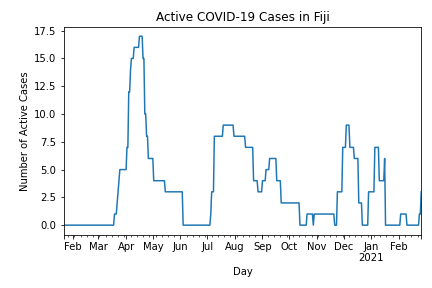 Active COVID-19 Cases in Fiji
17.5
15.0
12.5
10.0
7.5
5.0
2.5
0.0
Number of Active Cases
Feb Mar Apr May Jun Jul Aug Sep Oct Nov Dec Jan Feb
2021
Day